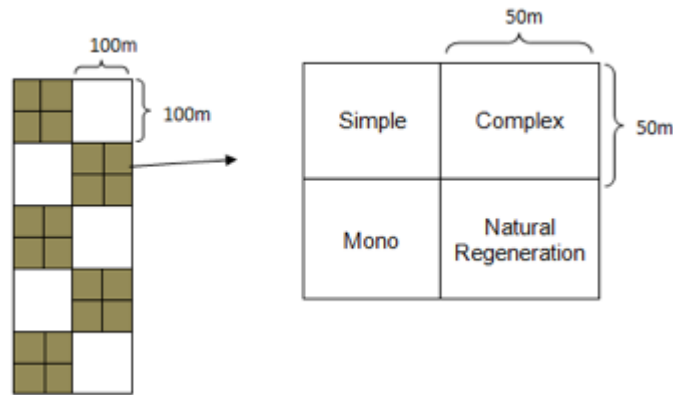 100m
100m
50m
50m
Simple
Complex
Mono
Natural
Regeneration